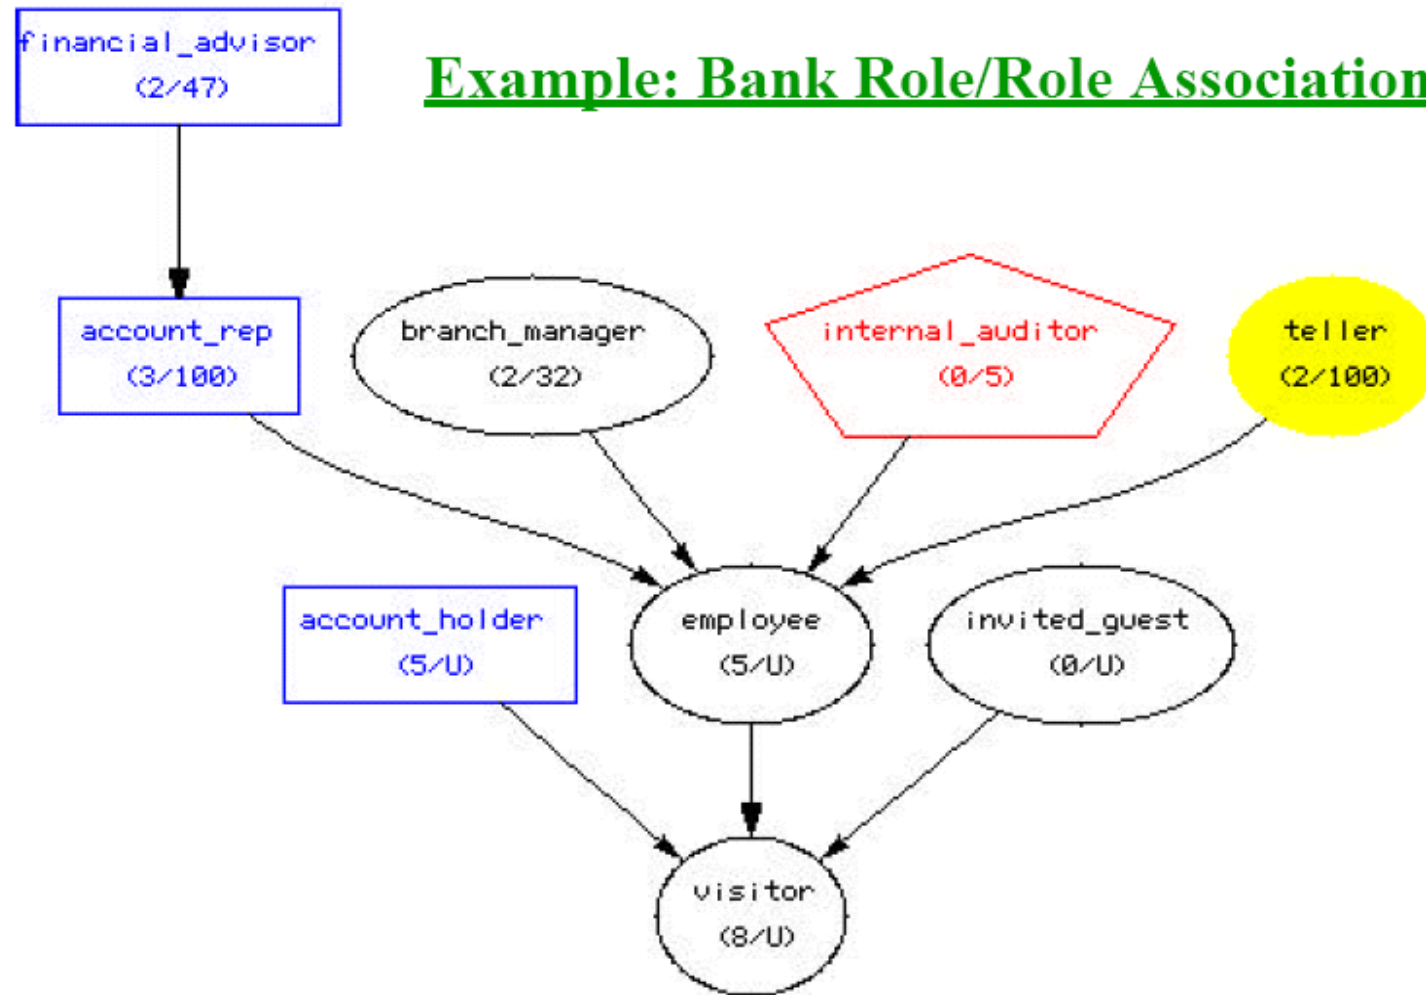 financial_advisor
(2/47)
Example: Bank Role/Role Association
account_rep
(3/100)
branch_manager
(2/32)
internal_auditor
(0/5)
teller
(2/100)
account_holder
(5/U)
employee
(5/U)
invited_guest
(0/U)
visitor
(8/U)